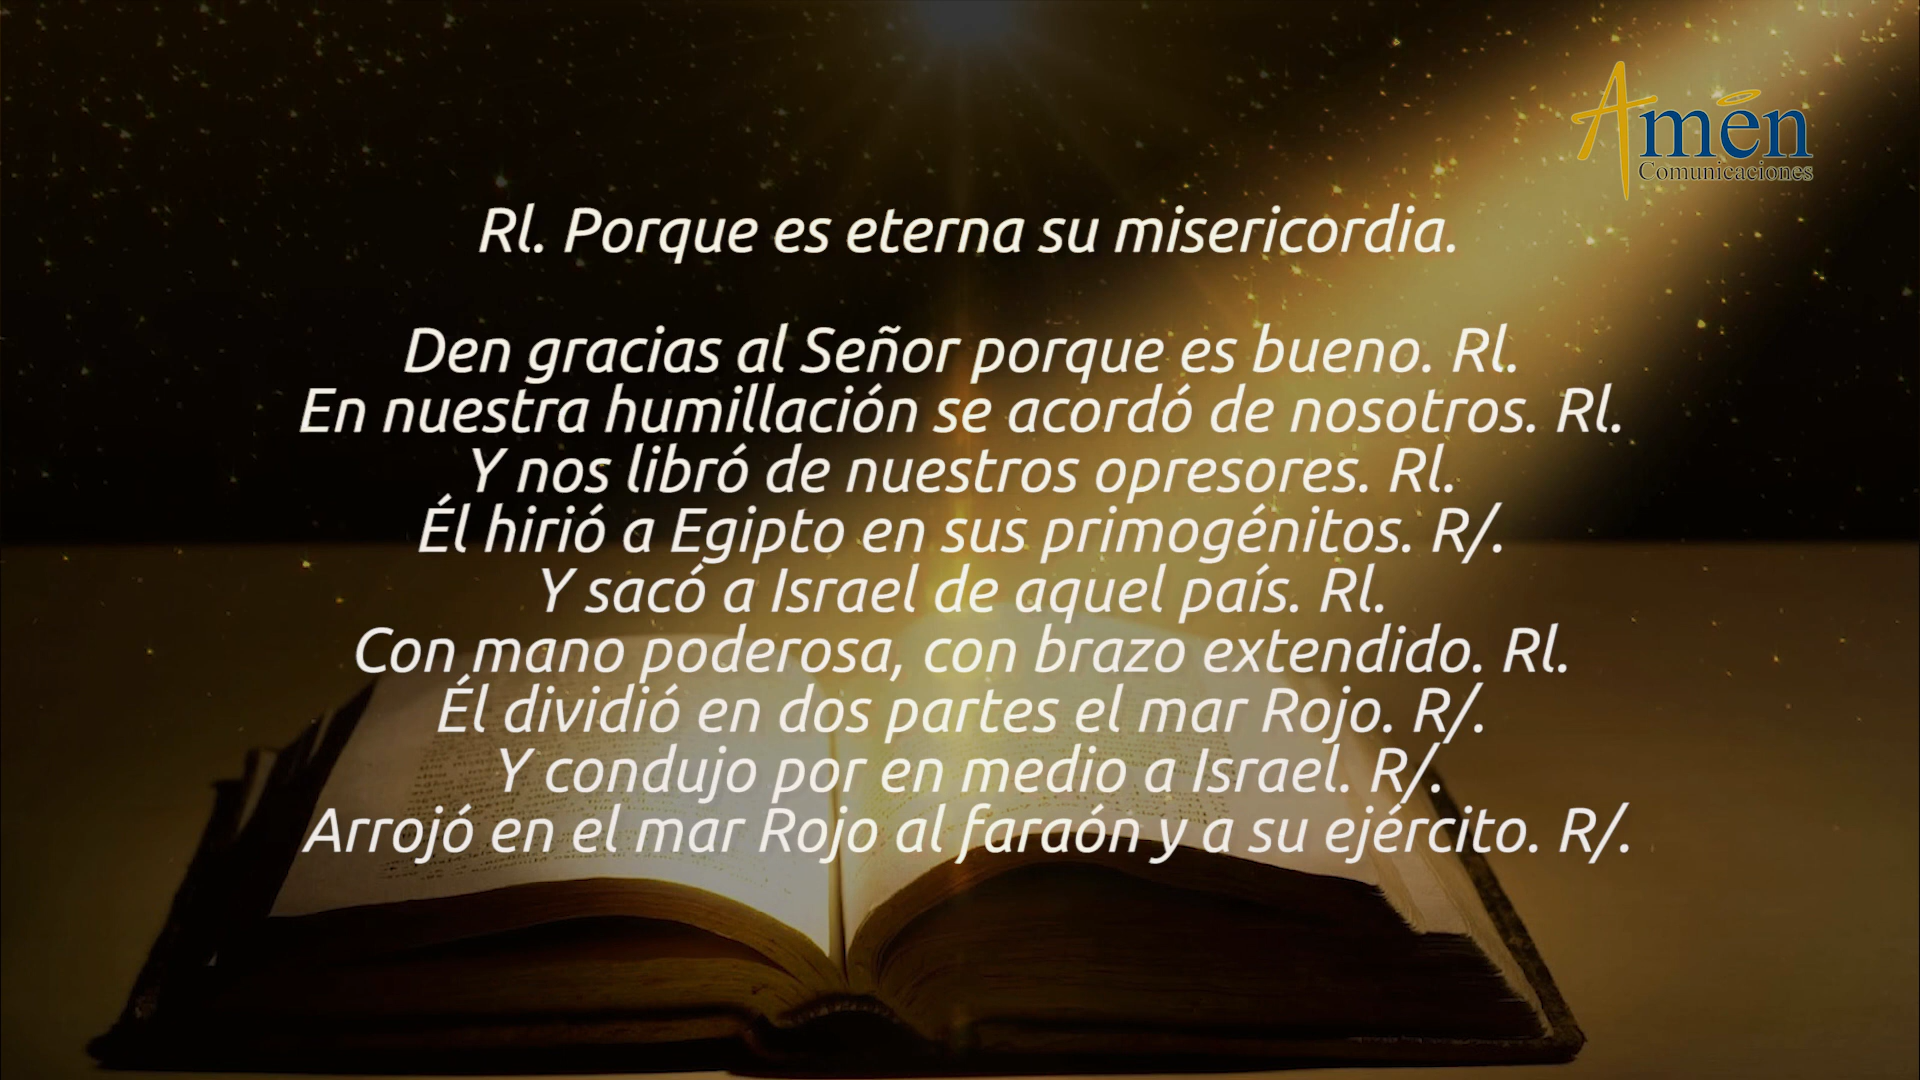 Amén
Comunicaciones
Rl. Porque es eterna su misericordia.
Den gracias al Señor porque es bueno. Rl.
En nuestra humillación se acordó de nosotros. Rl.
Y nos libró de nuestros opresores. Rl.
Él hirió a Egipto en sus primogénitos. R/.
Y sacó a Israel de aquel país. Rl.
Con mano poderosa, con brazo extendido. Rl.
Él dividió en dos partes el mar Rojo. R/.
Y condujo por en medio a Israel. R/.
Arrojó en el mar Rojo al faraón y a su ejército. R/.